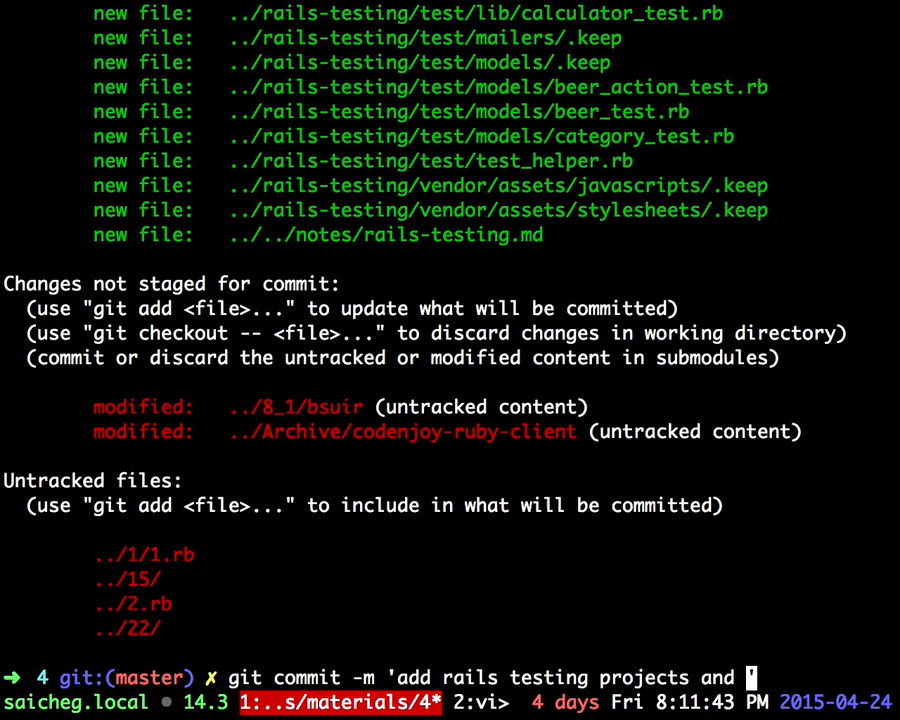 new file:   ../rails-testing/test/lib/calculator_test.rb
new file:   ../rails-testing/test/mailers/.keep
new file:   ../rails-testing/test/models/.keep
new file:   ../rails-testing/test/models/beer_action_test.rb
new file:   ../rails-testing/test/models/beer_test.rb
new file:   ../rails-testing/test/models/category_test.rb
new file:   ../rails-testing/test/test_helper.rb
new file:   ../rails-testing/vendor/assets/javascripts/.keep
new file:   ../rails-testing/vendor/assets/stylesheets/.keep
new file:   ../../notes/rails-testing.md
Changes not staged for commit:
(use "git add <file>..." to update what will be committed)
(use "git checkout -- <file>..." to discard changes in working directory)
(commit or discard the untracked or modified content in submodules)
modified:   ../8_1/bsuir (untracked content)
modified:   ../Archive/codenjoy-ruby-client (untracked content)
Untracked files:
(use "git add <file>..." to include in what will be committed)
../1/1.rb
../15/
../2.rb
../22/
➜ 4 git:(master) ✗ git commit -m 'add rails testing projects and '
saicheg.local ● 14.3 1:..s/materials/4* 2:vi> 4 days Fri 8:11:43 PM 2015-04-24